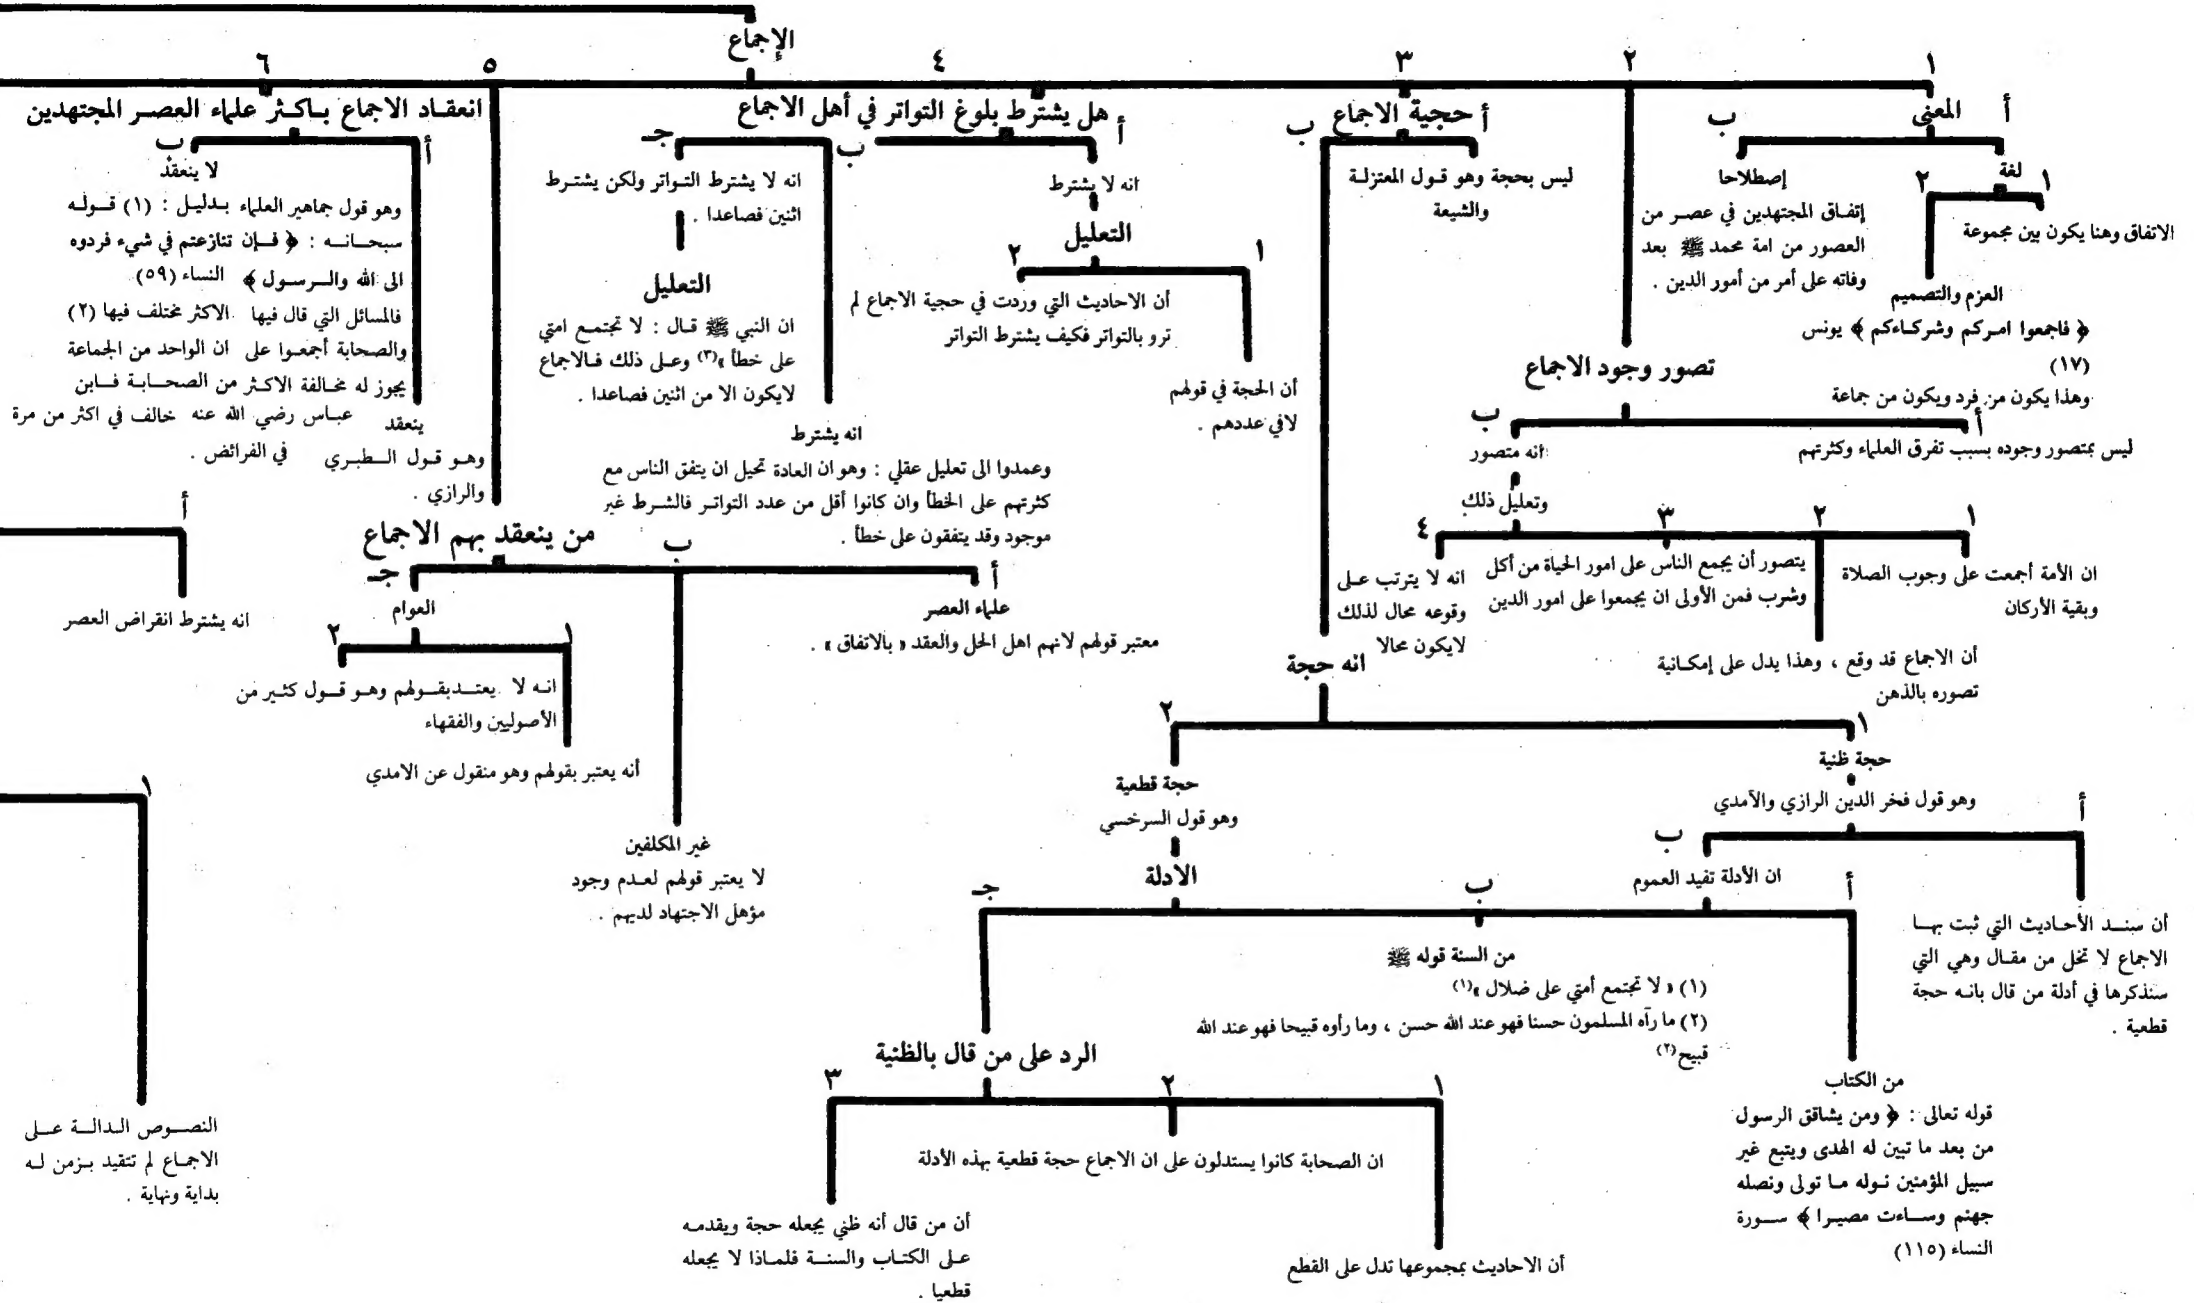 الإجماع
١
٢
٣
٤
٥
٦
أ
المعنى
ب
لغة
١
٢
الاتفاق وهنا يكون بين مجموعة
العزم والتصميم
﴿ فاجمعوا امركم وشركاءكم ﴾ يونس
(١٧)
وهذا يكون من فرد ويكون من جماعة
إصطلاحا
إتفاق المجتهدين في عصر من
العصور من امة محمد ﷺ بعد
وفاته على أمر من أمور الدين .
تصور وجود الاجماع
أ
ب
ليس بمتصور وجوده بسبب تفرق العلماء وكثرتهم
انه متصور
وتعليل ذلك
١
٢
٣
٤
ان الأمة أجمعت على وجوب الصلاة
وبقية الأركان
أن الاجماع قد وقع ، وهذا يدل على إمكانية
تصوره بالذهن
يتصور أن يجمع الناس على امور الحياة من أكل
وشرب فمن الأولى ان يجمعوا على امور الدين
انه لا يترتب على
وقوعه محال لذلك
لايكون محالا
حجية الاجماع
أ
ب
ليس بحجة وهو قول المعتزلة
والشيعة
انه حجة
١
٢
حجة ظنية
وهو قول فخر الدين الرازي والآمدي
أ
ب
أن سند الأحاديث التي ثبت بها
الاجماع لا تخل من مقال وهي التي
سنذكرها في أدلة من قال بانه حجة
قطعية .
ان الأدلة تفيد العموم
حجة قطعية
وهو قول السرخسي
الادلة
أ
ب
جـ
من الكتاب
قوله تعالى : ﴿ ومن يشاقق الرسول
من بعد ما تبين له الهدى ويتبع غير
سبيل المؤمنين نوله ما تولى ونصله
جهنم وساءت مصيرا ﴾ سورة
النساء (١١٥)
من السنة قوله ﷺ
(١) « لا تجتمع أمتي على ضلال »(١)
(٢) ما رآه المسلمون حسنا فهو عند الله حسن ، وما رأوه قبيحا فهو عند الله
قبيح(٢)
الرد على من قال بالظنية
١
٢
٣
أن الاحاديث بمجموعها تدل على القطع
ان الصحابة كانوا يستدلون على ان الاجماع حجة قطعية بهذه الأدلة
أن من قال أنه ظني يجعله حجة ويقدمه
على الكتاب والسنة فلماذا لا يجعله
قطعيا .
هل يشترط بلوغ التواتر في أهل الاجماع
أ
ب
جـ
انه لا يشترط
التعليل
١
٢
أن الحجة في قولهم
لافي عددهم .
أن الاحاديث التي وردت في حجية الاجماع لم
ترو بالتواتر فكيف يشترط التواتر
انه يشترط
وعمدوا الى تعليل عقلي : وهو ان العادة تحيل ان يتفق الناس مع
كثرتهم على الخطأ وان كانوا أقل من عدد التواتر فالشرط غير
موجود وقد يتفقون على خطأ .
انه لا يشترط التواتر ولكن يشترط
اثنين فصاعدا .
التعليل
ان النبي ﷺ قال : لا تجتمع امتي
على خطأ »(٣) وعلى ذلك فالاجماع
لايكون الا من اثنين فصاعدا .
من ينعقد بهم الاجماع
أ
ب
جـ
علماء العصر
معتبر قولهم لانهم اهل الحل والعقد « بالاتفاق » .
غير المكلفين
لا يعتبر قولهم لعدم وجود
مؤهل الاجتهاد لديهم .
العوام
١
٢
أنه يعتبر بقولهم وهو منقول عن الامدي
انه لا يعتدبقولهم وهو قول كثير من
الأصوليين والفقهاء
انعقاد الاجماع باكثر علماء العصر المجتهدين
أ
ب
ينعقد
وهو قول الطبري
والرازي .
لا ينعقد
وهو قول جماهير العلماء بدليل : (١) قوله
سبحانه : ﴿ فإن تنازعتم في شيء فردوه
الى الله والرسول ﴾ النساء (٥٩)
فالمسائل التي قال فيها الاكثر مختلف فيها (٢)
والصحابة أجمعوا على ان الواحد من الجماعة
يجوز له مخالفة الاكثر من الصحابة فابن
عباس رضي الله عنه خالف في اكثر من مرة
في الفرائض .
أ
انه يشترط انقراض العصر
١
النصوص الدالة على
الاجماع لم تتقيد بزمن له
بداية ونهاية .